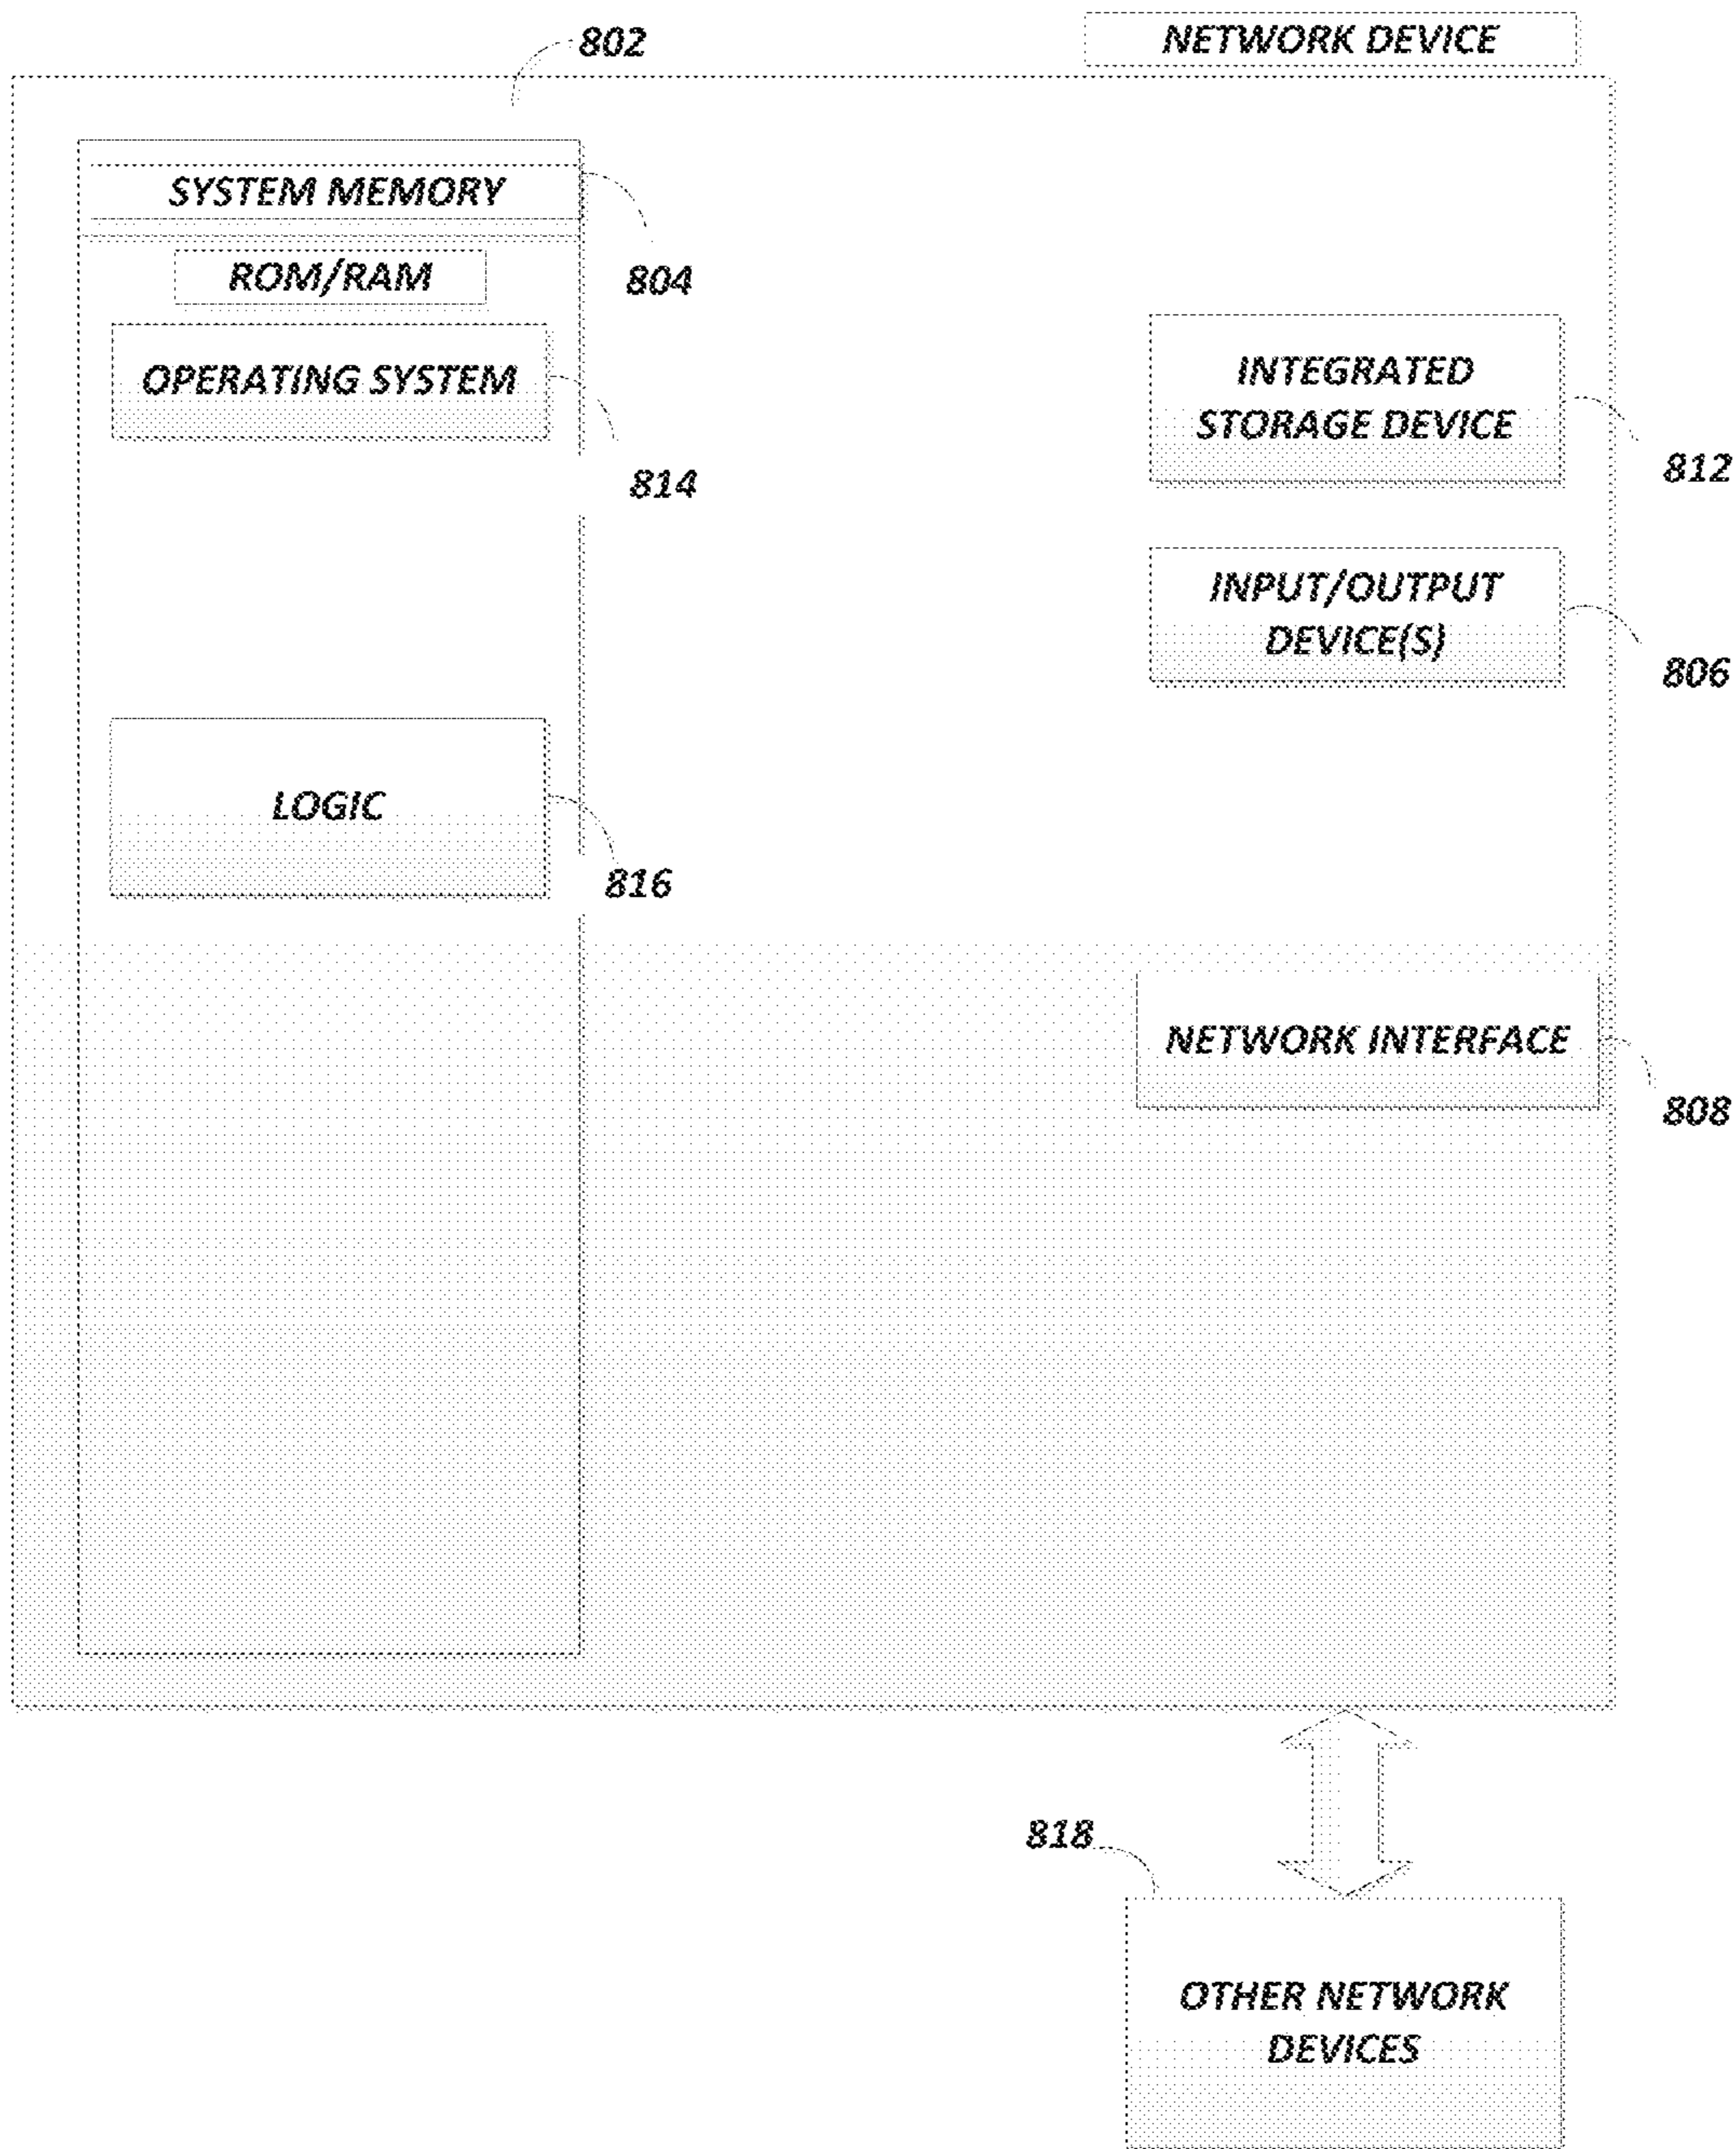 802
NETWORK DEVICE
SYSTEM MEMORY
804
ROM/RAM
OPERATING SYSTEM
814
INTEGRATED
STORAGE DEVICE
812
INPUT/OUTPUT
DEVICE(S)
806
LOGIC
816
NETWORK INTERFACE
808
818
OTHER NETWORK
DEVICES